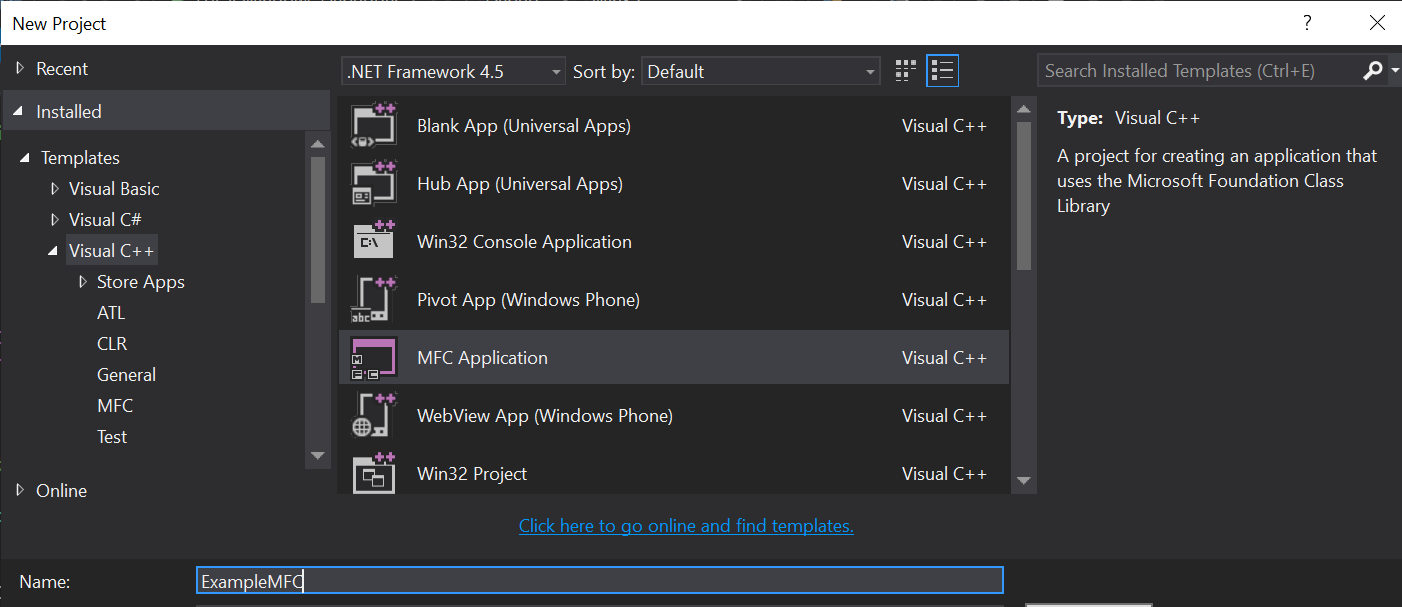 New Project
?
Recent
.NET Framework 4.5
Sort by:
Default
Search Installed Templates (Ctrl+E)
Installed
Templates
Visual Basic
Visual C#
Visual C++
Store Apps
ATL
CLR
General
MFC
Test
Online
Blank App (Universal Apps) Visual C++
Hub App (Universal Apps) Visual C++
C:\
Win32 Console Application Visual C++
abc
Pivot App (Windows Phone) Visual C++
MFC Application Visual C++
WebView App (Windows Phone) Visual C++
Win32 Project Visual C++
Click here to go online and find templates.
Type: Visual C++
A project for creating an application that
uses the Microsoft Foundation Class
Library
Name:
ExampleMFC